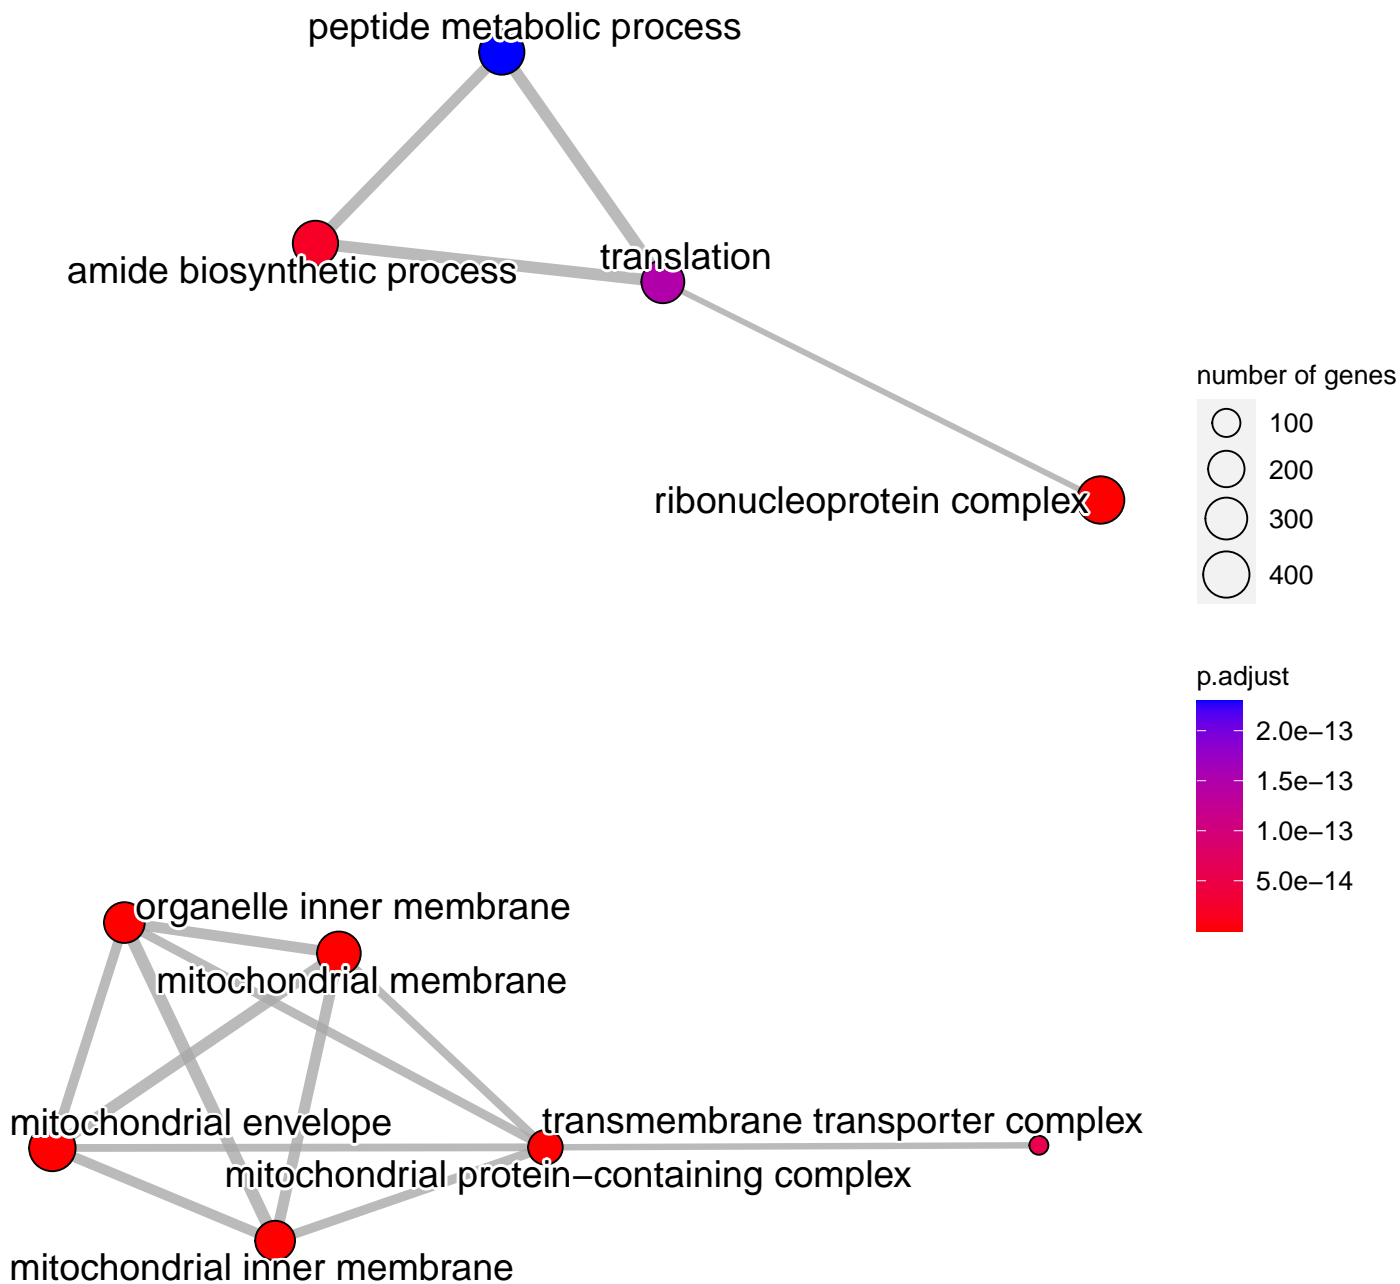 peptide metabolic process
translation
amide biosynthetic process
ribonucleoprotein complex
number of genes
100
200
300
400
p.adjust
2.0e−13
1.5e−13
1.0e−13
5.0e−14
organelle inner membrane
mitochondrial membrane
mitochondrial envelope
transmembrane transporter complex
mitochondrial protein−containing complex
mitochondrial inner membrane